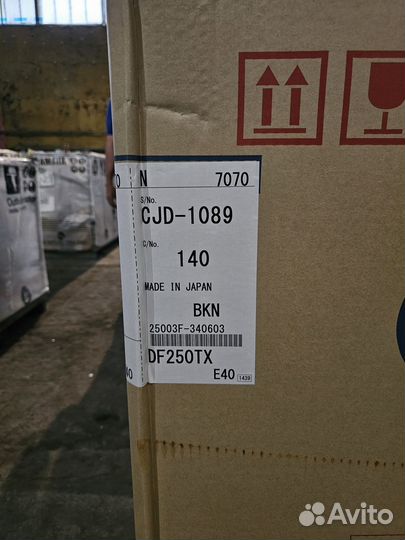 N 7070
S/No.
CJD-1089
C/No.
140
MADE IN JAPAN
BKN
25003F-340603
DF250TX
E40 1439
Avito